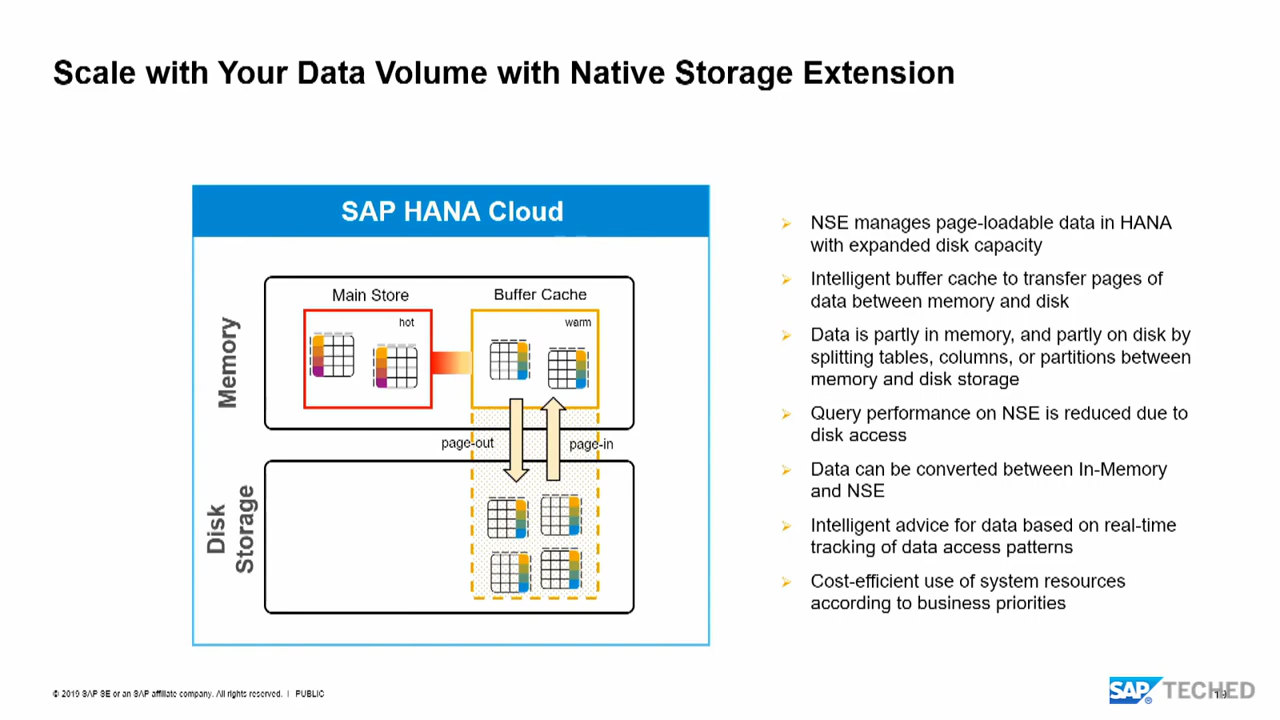 Scale with Your Data Volume with Native Storage Extension
SAP HANA Cloud
Memory
Main Store
Buffer Cache
hot
warm
page-out
page-in
Disk
Storage
NSE manages page-loadable data in HANA
with expanded disk capacity
Intelligent buffer cache to transfer pages of
data between memory and disk
Data is partly in memory, and partly on disk by
splitting tables, columns, or partitions between
memory and disk storage
Query performance on NSE is reduced due to
disk access
Data can be converted between In-Memory
and NSE
Intelligent advice for data based on real-time
tracking of data access patterns
Cost-efficient use of system resources
according to business priorities
© 2019 SAP SE or an SAP affiliate company. All rights reserved. | PUBLIC
SAP TECHED